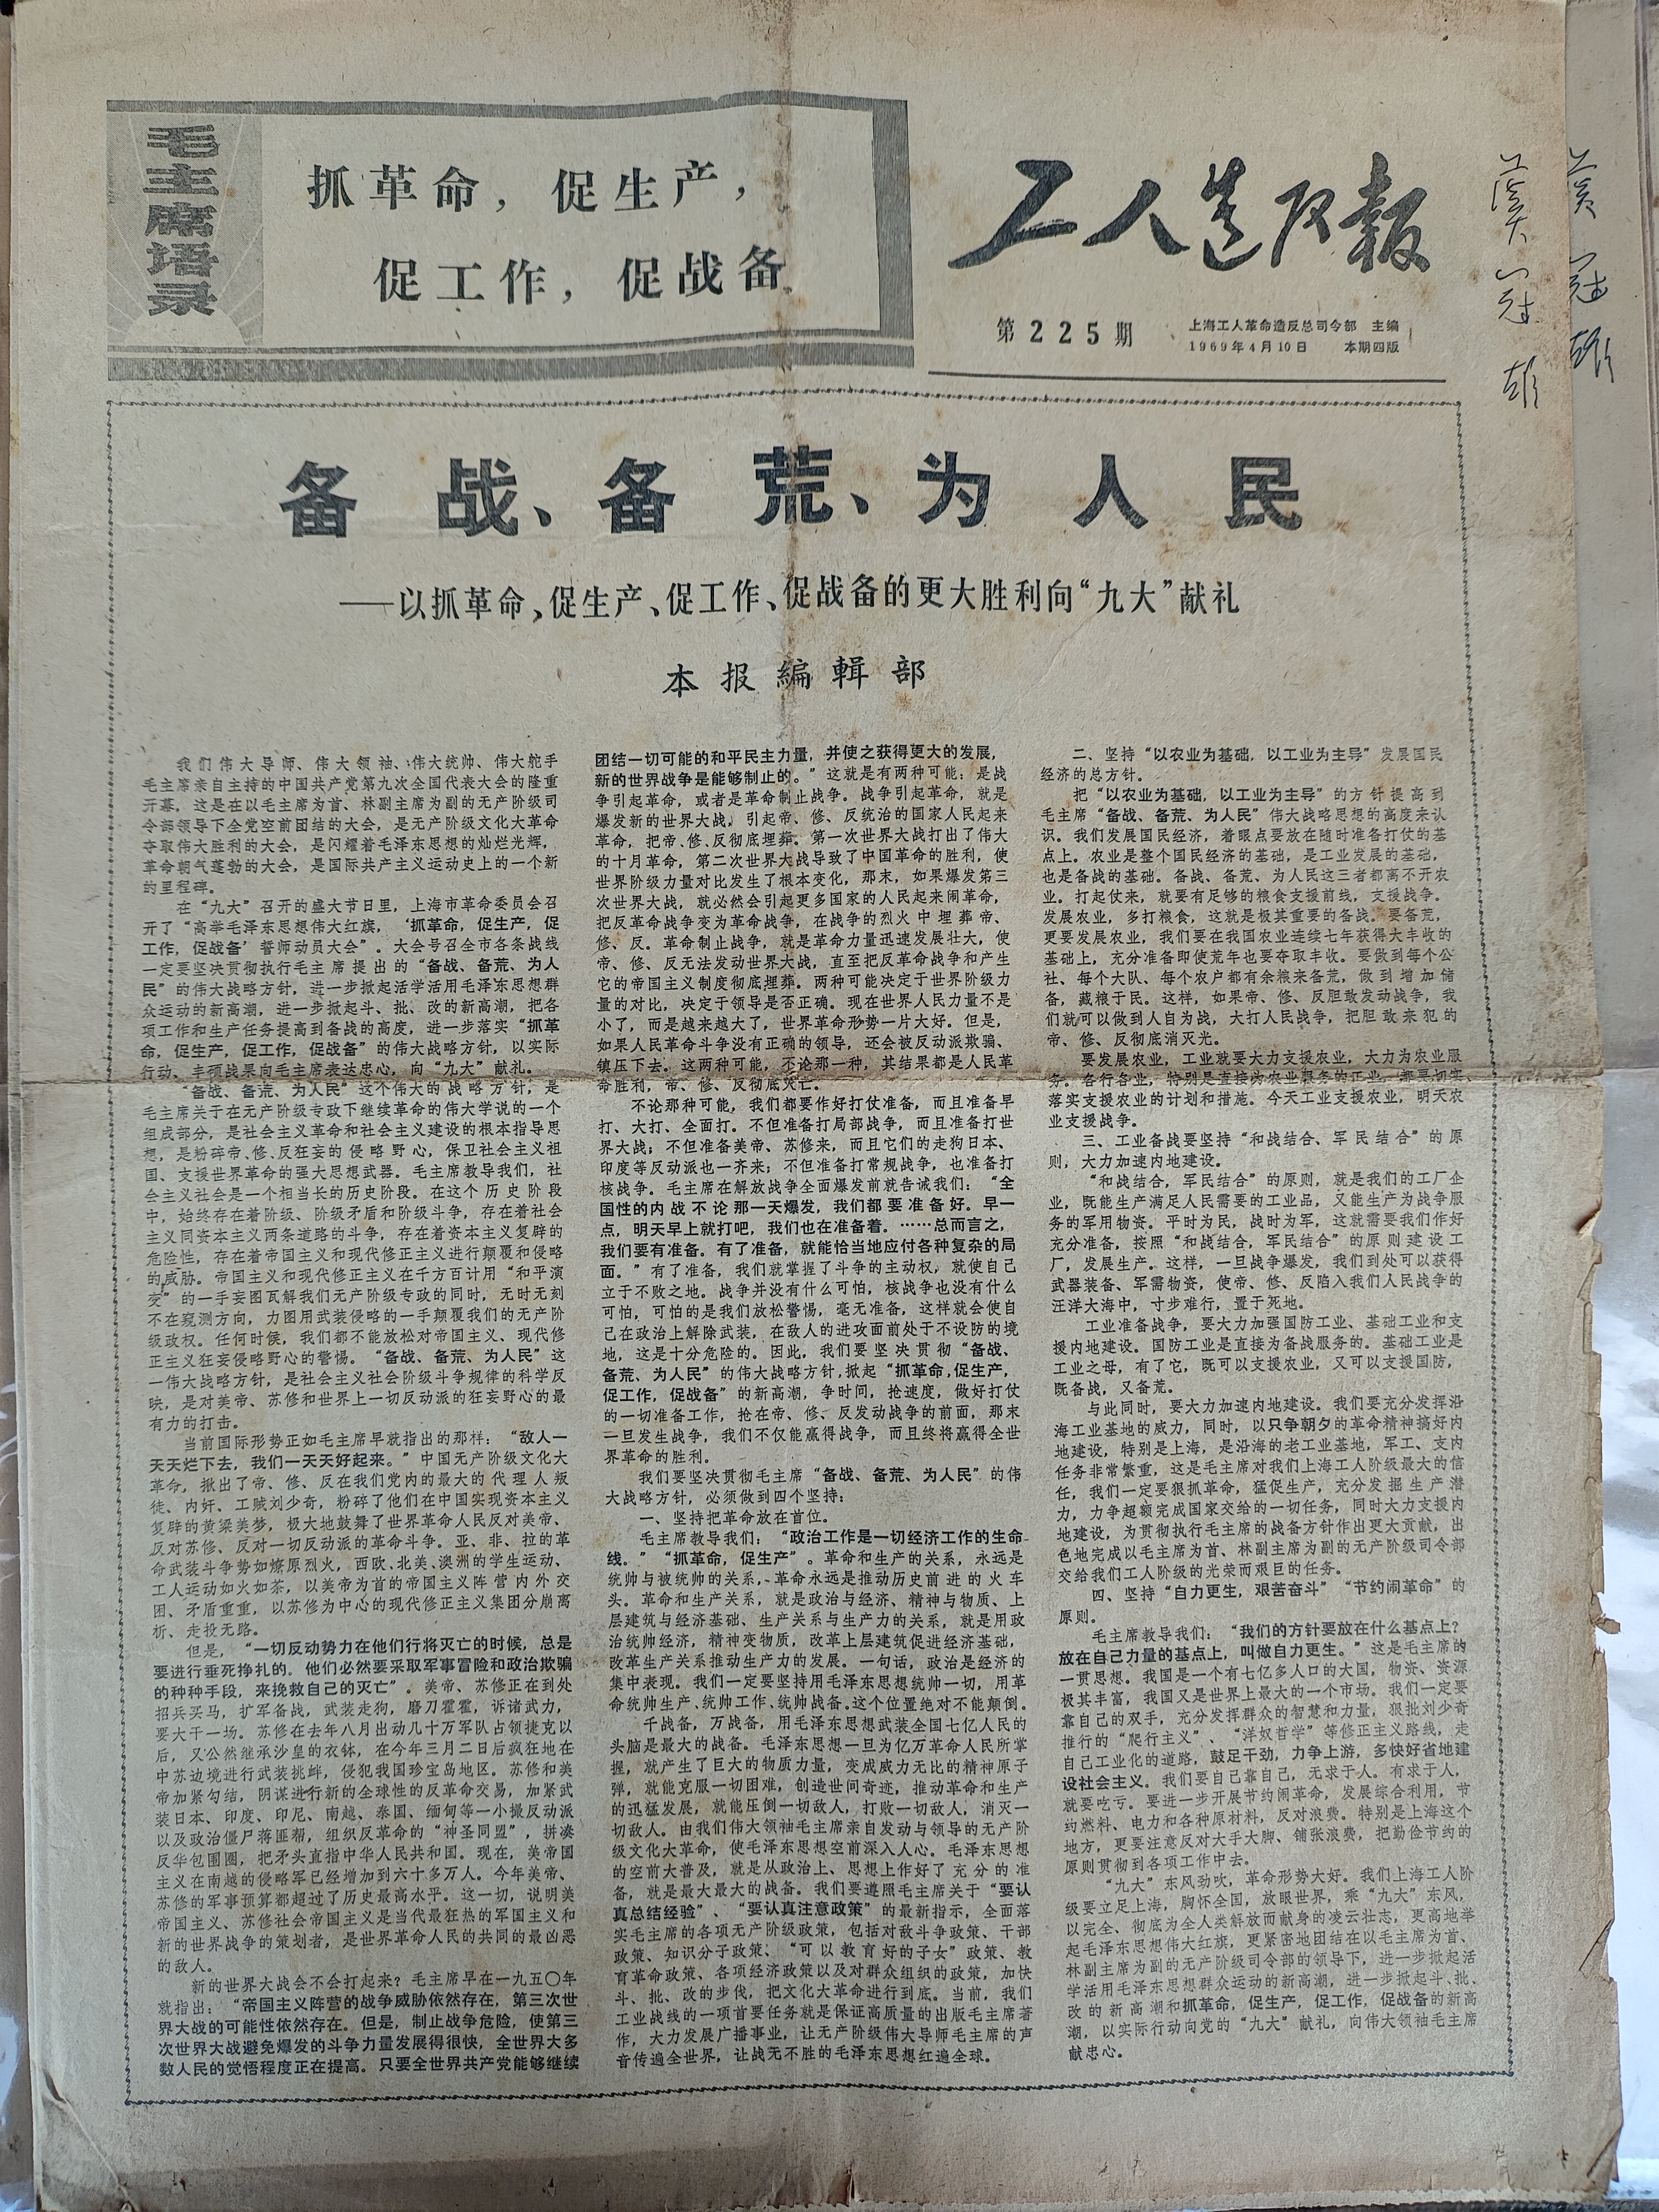 毛主席语录
抓革命，促生产，
促工作，促战备
工人造反報
第225期
上海工人革命造反总司令部　主编
1969年4月10日　本期四版
备战、备荒、为人民
——以抓革命、促生产、促工作、促战备的更大胜利向“九大”献礼
本报編輯部
我们伟大导师、伟大领袖、伟大统帅、伟大舵手
毛主席亲自主持的中国共产党第九次全国代表大会的隆重
开幕，这是在以毛主席为首、林副主席为副的无产阶级司
令部领导下全党空前团结的大会，是无产阶级文化大革命
夺取伟大胜利的大会，是闪耀着毛泽东思想的灿烂光辉，
革命朝气蓬勃的大会，是国际共产主义运动史上的一个新
的里程碑。
在“九大”召开的盛大节日里，上海市革命委员会召
开了“高举毛泽东思想伟大红旗，‘抓革命，促生产，促
工作，促战备’誓师动员大会”。大会号召全市各条战线
一定要坚决贯彻执行毛主席提出的“备战、备荒、为人
民”的伟大战略方针，进一步掀起活学活用毛泽东思想群
众运动的新高潮，进一步掀起斗、批、改的新高潮，把各
项工作和生产任务提高到备战的高度，进一步落实“抓革
命，促生产，促工作，促战备”的伟大战略方针，以实际
行动、丰硕战果向毛主席表达忠心，向“九大”献礼。
“备战、备荒、为人民”这个伟大的战略方针，是
毛主席关于在无产阶级专政下继续革命的伟大学说的一个
组成部分，是社会主义革命和社会主义建设的根本指导思
想，是粉碎帝、修、反狂妄的侵略野心，保卫社会主义祖
国、支援世界革命的强大思想武器。毛主席教导我们，社
会主义社会是一个相当长的历史阶段。在这个历史阶段
中，始终存在着阶级、阶级矛盾和阶级斗争，存在着社会
主义同资本主义两条道路的斗争，存在着资本主义复辟的
危险性，存在着帝国主义和现代修正主义进行颠覆和侵略
的威胁。帝国主义和现代修正主义在千方百计用“和平演
变”的一手妄图瓦解我们无产阶级专政的同时，无时无刻
不在窥测方向，力图用武装侵略的一手颠覆我们的无产阶
级政权。任何时候，我们都不能放松对帝国主义、现代修
正主义狂妄侵略野心的警惕。“备战、备荒、为人民”这
一伟大战略方针，是社会主义社会阶级斗争规律的科学反
映，是对美帝、苏修和世界上一切反动派的狂妄野心的最
有力的打击。
当前国际形势正如毛主席早就指出的那样：“敌人一
天天烂下去，我们一天天好起来。”中国无产阶级文化大
革命，揪出了帝、修、反在我们党内的最大的代理人叛
徒、内奸、工贼刘少奇，粉碎了他们在中国实现资本主义
复辟的黄梁美梦，极大地鼓舞了世界革命人民反对美帝、
反对苏修、反对一切反动派的革命斗争。亚、非、拉的革
命武装斗争势如燎原烈火，西欧、北美、澳洲的学生运动、
工人运动如火如荼，以美帝为首的帝国主义阵营内外交
困、矛盾重重，以苏修为中心的现代修正主义集团分崩离
析、走投无路。
但是，“一切反动势力在他们行将灭亡的时候，总是
要进行垂死挣扎的。他们必然要采取军事冒险和政治欺骗
的种种手段，来挽救自己的灭亡”。美帝、苏修正在到处
招兵买马，扩军备战，武装走狗，磨刀霍霍，诉诸武力，
要大干一场。苏修在去年八月出动几十万军队占领捷克以
后，又公然继承沙皇的衣钵，在今年三月二日后疯狂地在
中苏边境进行武装挑衅，侵犯我国珍宝岛地区。苏修和美
帝加紧勾结，阴谋进行新的全球性的反革命交易，加紧武
装日本、印度、印尼、南越、泰国、缅甸等一小撮反动派
以及政治僵尸蒋匪帮，组织反革命的“神圣同盟”，拼凑
反华包围圈，把矛头直指中华人民共和国。现在，美帝国
主义在南越的侵略军已经增加到六十多万人。今年美帝、
苏修的军事预算都超过了历史最高水平。这一切，说明美
帝国主义、苏修社会帝国主义是当代最狂热的军国主义和
新的世界战争的策划者，是世界革命人民的共同的最凶恶
的敌人。
新的世界大战会不会打起来？毛主席早在一九五〇年
就指出：“帝国主义阵营的战争威胁依然存在，第三次世
界大战的可能性依然存在。但是，制止战争危险，使第三
次世界大战避免爆发的斗争力量发展得很快，全世界大多
数人民的觉悟程度正在提高。只要全世界共产党能够继续
团结一切可能的和平民主力量，并使之获得更大的发展，
新的世界战争是能够制止的。”这就是有两种可能：是战
争引起革命，或者是革命制止战争。战争引起革命，就是
爆发新的世界大战，引起帝、修、反统治的国家人民起来
革命，把帝、修、反彻底埋葬。第一次世界大战打出了伟大
的十月革命，第二次世界大战导致了中国革命的胜利，使
世界阶级力量对比发生了根本变化，那末，如果爆发第三
次世界大战，就必然会引起更多国家的人民起来闹革命，
把反革命战争变为革命战争，在战争的烈火中埋葬帝、
修、反。革命制止战争，就是革命力量迅速发展壮大，使
帝、修、反无法发动世界大战，直至把反革命战争和产生
它的帝国主义制度彻底埋葬。两种可能决定于世界阶级力
量的对比，决定于领导是否正确。现在世界人民力量不是
小了，而是越来越大了，世界革命形势一片大好。但是，
如果人民革命斗争没有正确的领导，还会被反动派欺骗、
镇压下去。这两种可能，不论那一种，其结果都是人民革
命胜利，帝、修、反彻底灭亡。
不论那种可能，我们都要作好打仗准备，而且准备早
打、大打、全面打。不但准备打局部战争，而且准备打世
界大战；不但准备美帝、苏修来，而且它们的走狗日本、
印度等反动派也一齐来；不但准备打常规战争，也准备打
核战争。毛主席在解放战争全面爆发前就告诫我们：“全
国性的内战不论那一天爆发，我们都要准备好。早一
点，明天早上就打吧，我们也在准备着。……总而言之，
我们要有准备。有了准备，就能恰当地应付各种复杂的局
面。”有了准备，我们就掌握了斗争的主动权，就使自己
立于不败之地。战争并没有什么可怕，核战争也没有什么
可怕，可怕的是我们放松警惕，毫无准备，这样就会使自
己在政治上解除武装，在敌人的进攻面前处于不设防的境
地，这是十分危险的。因此，我们要坚决贯彻“备战、
备荒、为人民”的伟大战略方针，掀起“抓革命，促生产，
促工作，促战备”的新高潮，争时间，抢速度，做好打仗
的一切准备工作，抢在帝、修、反发动战争的前面，那末
一旦发生战争，我们不仅能赢得战争，而且终将赢得全世
界革命的胜利。
我们要坚决贯彻毛主席“备战、备荒、为人民”的伟
大战略方针，必须做到四个坚持：
一、坚持把革命放在首位。
毛主席教导我们：“政治工作是一切经济工作的生命
线。”“抓革命，促生产”。革命和生产的关系，永远是
统帅与被统帅的关系，革命永远是推动历史前进的火车
头。革命和生产关系，就是政治与经济、精神与物质、上
层建筑与经济基础、生产关系与生产力的关系，就是用政
治统帅经济，精神变物质，改革上层建筑促进经济基础，
改革生产关系推动生产力的发展。一句话，政治是经济的
集中表现。我们一定要坚持用毛泽东思想统帅一切，用革
命统帅生产、统帅工作、统帅战备。这个位置绝对不能颠倒。
千战备，万战备，用毛泽东思想武装全国七亿人民的
头脑是最大的战备。毛泽东思想一旦为亿万革命人民所掌
握，就产生了巨大的物质力量，变成威力无比的精神原子
弹，就能克服一切困难，创造世间奇迹，推动革命和生产
的迅猛发展，就能压倒一切敌人，打败一切敌人，消灭一
切敌人。由我们伟大领袖毛主席亲自发动与领导的无产阶
级文化大革命，使毛泽东思想空前深入人心。毛泽东思想
的空前大普及，就是从政治上、思想上作好了充分的准
备，就是最大最大的战备。我们要遵照毛主席关于“要认
真总结经验”、“要认真注意政策”的最新指示，全面落
实毛主席的各项无产阶级政策，包括对敌斗争政策、干部
政策、知识分子政策、“可以教育好的子女”政策、教
育革命政策、各项经济政策以及对群众组织的政策，加快
斗、批、改的步伐，把文化大革命进行到底。当前，我们
工业战线的一项首要任务就是保证高质量的出版毛主席著
作，大力发展广播事业，让无产阶级伟大导师毛主席的声
音传遍全世界，让战无不胜的毛泽东思想红遍全球。
二、坚持“以农业为基础，以工业为主导”发展国民
经济的总方针。
把“以农业为基础，以工业为主导”的方针提高到
毛主席“备战、备荒、为人民”伟大战略思想的高度来认
识。我们发展国民经济，着眼点要放在随时准备打仗的基
点上。农业是整个国民经济的基础，是工业发展的基础，
也是备战的基础。备战、备荒、为人民这三者都离不开农
业。打起仗来，就要有足够的粮食支援前线，支援战争。
发展农业，多打粮食，这就是极其重要的备战。要备荒，
更要发展农业，我们要在我国农业连续七年获得大丰收的
基础上，充分准备即使荒年也要夺取丰收。要做到每个公
社、每个大队、每个农户都有余粮来备荒，做到增加储
备，藏粮于民。这样，如果帝、修、反胆敢发动战争，我
们就可以做到人自为战，大打人民战争，把胆敢来犯的
帝、修、反彻底消灭光。
要发展农业，工业就要大力支援农业，大力为农业服
务。各行各业，特别是直接为农业服务的工业，都要切实
落实支援农业的计划和措施。今天工业支援农业，明天农
业支援战争。
三、工业备战要坚持“和战结合、军民结合”的原
则，大力加速内地建设。
“和战结合，军民结合”的原则，就是我们的工厂企
业，既能生产满足人民需要的工业品，又能生产为战争服
务的军用物资。平时为民，战时为军，这就需要我们作好
充分准备，按照“和战结合，军民结合”的原则建设工
厂，发展生产。这样，一旦战争爆发，我们到处可以获得
武器装备、军需物资，使帝、修、反陷入我们人民战争的
汪洋大海中，寸步难行，置于死地。
工业准备战争，要大力加强国防工业、基础工业和支
援内地建设。国防工业是直接为备战服务的。基础工业是
工业之母，有了它，既可以支援农业，又可以支援国防，
既备战，又备荒。
与此同时，要大力加速内地建设。我们要充分发挥沿
海工业基地的威力，同时，以只争朝夕的革命精神搞好内
地建设，特别是上海，是沿海的老工业基地，军工、支内
任务非常繁重，这是毛主席对我们上海工人阶级最大的信
任，我们一定要狠抓革命，猛促生产，充分发掘生产潜
力，力争超额完成国家交给的一切任务，同时大力支援内
地建设，为贯彻执行毛主席的战备方针作出更大贡献，出
色地完成以毛主席为首、林副主席为副的无产阶级司令部
交给我们工人阶级的光荣而艰巨的任务。
四、坚持“自力更生，艰苦奋斗”“节约闹革命”的
原则。
毛主席教导我们：“我们的方针要放在什么基点上？
放在自己力量的基点上，叫做自力更生。”这是毛主席的
一贯思想。我国是一个有七亿多人口的大国，物资、资源
极其丰富，我国又是世界上最大的一个市场。我们一定要
靠自己的双手，充分发挥群众的智慧和力量，狠批刘少奇
推行的“爬行主义”、“洋奴哲学”等修正主义路线，走
自己工业化的道路，鼓足干劲，力争上游，多快好省地建
设社会主义。我们要自己靠自己，无求于人。有求于人，
就要吃亏。要进一步开展节约闹革命，发展综合利用，节
约燃料、电力和各种原材料，反对浪费。特别是上海这个
地方，更要注意反对大手大脚、铺张浪费，把勤俭节约的
原则贯彻到各项工作中去。
“九大”东风劲吹，革命形势大好。我们上海工人阶
级要立足上海，胸怀全国，放眼世界，乘“九大”东风，
以完全、彻底为全人类解放而献身的凌云壮志，更高地举
起毛泽东思想伟大红旗，更紧密地团结在以毛主席为首、
林副主席为副的无产阶级司令部的领导下，进一步掀起活
学活用毛泽东思想群众运动的新高潮，进一步掀起斗、批、
改的新高潮和抓革命，促生产，促工作，促战备的新高
潮，以实际行动向党的“九大”献礼，向伟大领袖毛主席
献忠心。